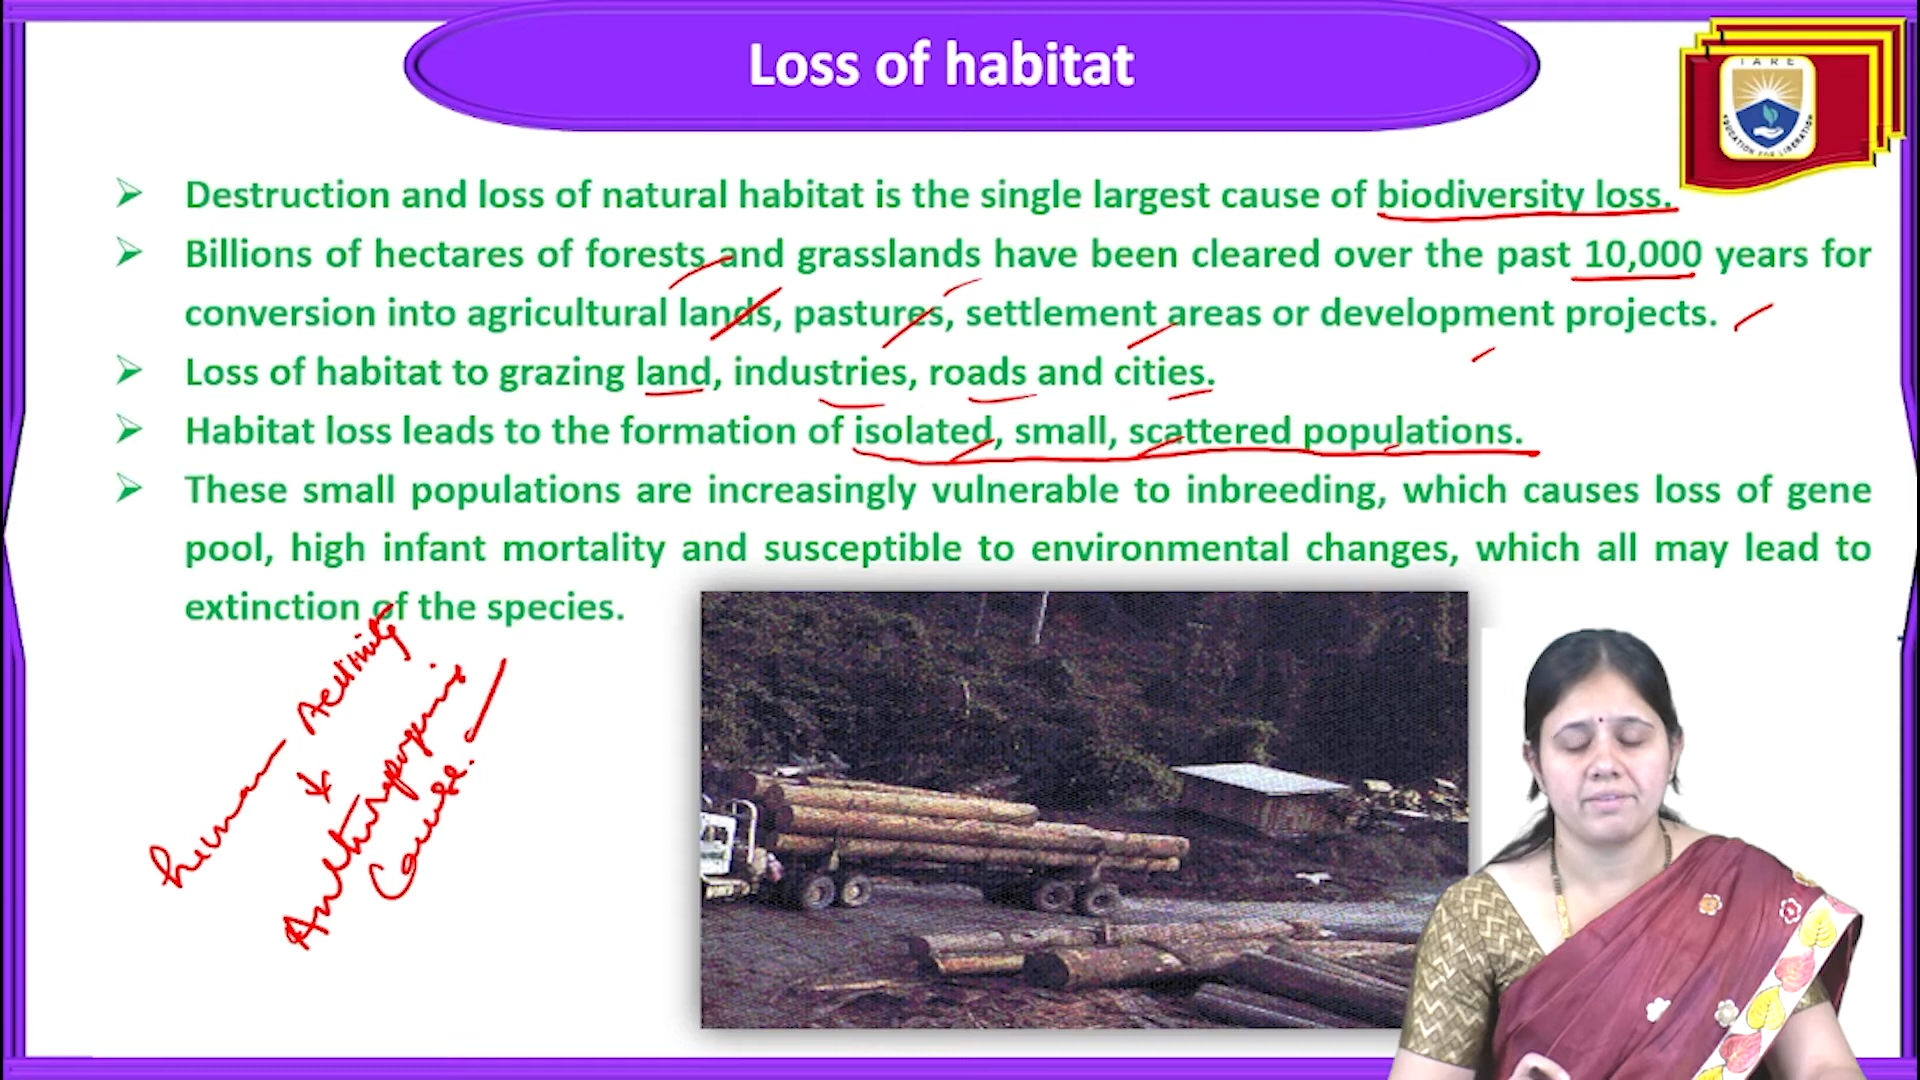 Loss of habitat
IARE
EDUCATION FOR LIBERATION
➢ Destruction and loss of natural habitat is the single largest cause of biodiversity loss.
➢ Billions of hectares of forests and grasslands have been cleared over the past 10,000 years for
conversion into agricultural lands, pastures, settlement areas or development projects.
➢ Loss of habitat to grazing land, industries, roads and cities.
➢ Habitat loss leads to the formation of isolated, small, scattered populations.
➢ These small populations are increasingly vulnerable to inbreeding, which causes loss of gene
pool, high infant mortality and susceptible to environmental changes, which all may lead to
extinction of the species.
human
Cause.